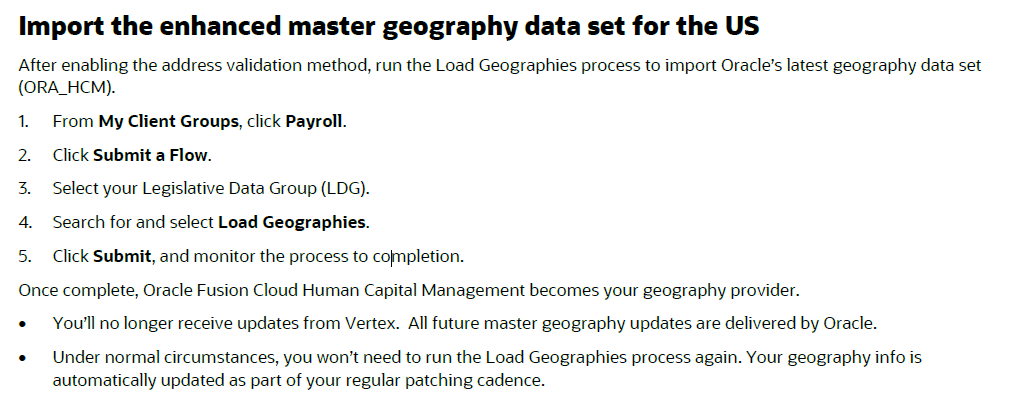 Import the enhanced master geography data set for the US
After enabling the address validation method, run the Load Geographies process to import Oracle’s latest geography data set
(ORA_HCM).
1. From My Client Groups, click Payroll.
2. Click Submit a Flow.
3. Select your Legislative Data Group (LDG).
4. Search for and select Load Geographies.
5. Click Submit, and monitor the process to completion.
Once complete, Oracle Fusion Cloud Human Capital Management becomes your geography provider.
• You’ll no longer receive updates from Vertex.  All future master geography updates are delivered by Oracle.
• Under normal circumstances, you won’t need to run the Load Geographies process again. Your geography info is
automatically updated as part of your regular patching cadence.